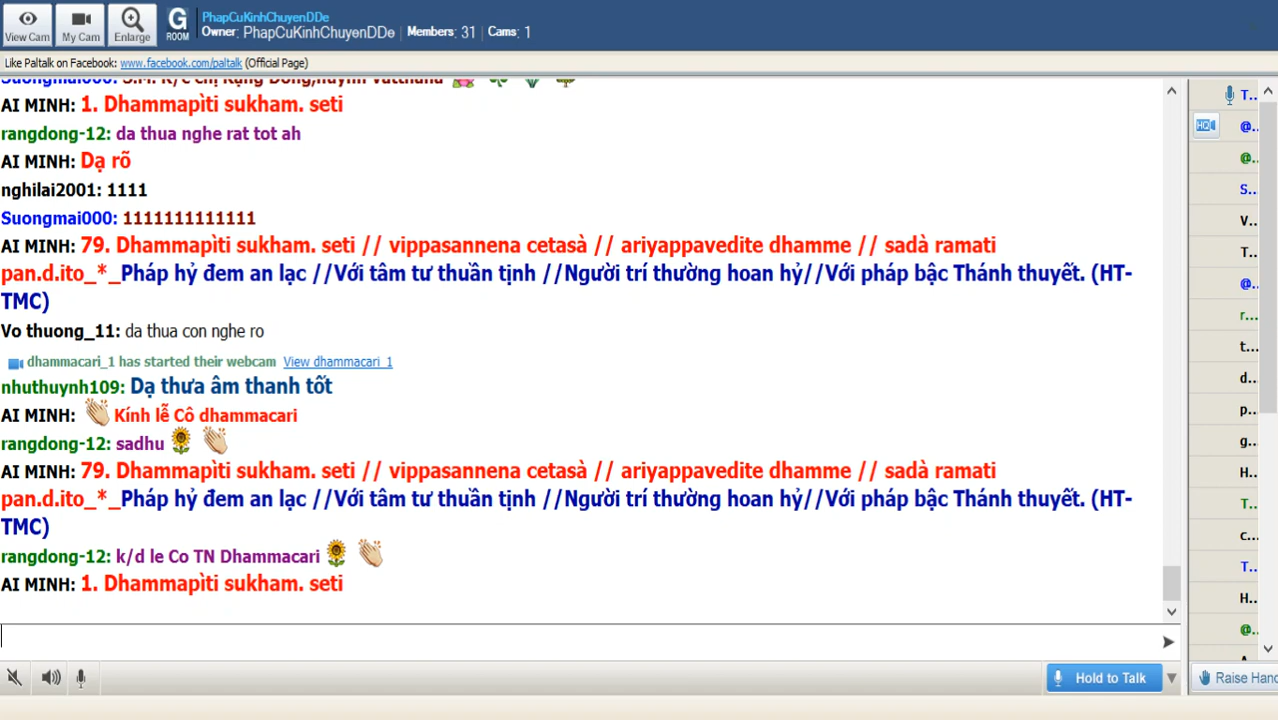 PhapCuKinhChuyenDDe
Owner: PhapCuKinhChuyenDDe Members: 31 Cams: 1
View Cam My Cam Enlarge G ROOM
Like Paltalk on Facebook: www.facebook.com/paltalk (Official Page)
Suongmai000: S.M. K/c chị Rạng Đông,huynh Vatthana
AI MINH: 1. Dhammapìti sukham. seti
rangdong-12: da thua nghe rat tot ah
AI MINH: Dạ rõ
nghilai2001: 1111
Suongmai000: 1111111111111
AI MINH: 79. Dhammapìti sukham. seti // vippasannena cetasà // ariyappavedite dhamme // sadà ramati
pan.d.ito_*_Pháp hỷ đem an lạc //Với tâm tư thuần tịnh //Người trí thường hoan hỷ//Với pháp bậc Thánh thuyết. (HT-
TMC)
Vo thuong_11: da thua con nghe ro
dhammacari_1 has started their webcam View dhammacari_1
nhuthuynh109: Dạ thưa âm thanh tốt
AI MINH: Kính lễ Cô dhammacari
rangdong-12: sadhu
AI MINH: 79. Dhammapìti sukham. seti // vippasannena cetasà // ariyappavedite dhamme // sadà ramati
pan.d.ito_*_Pháp hỷ đem an lạc //Với tâm tư thuần tịnh //Người trí thường hoan hỷ//Với pháp bậc Thánh thuyết. (HT-
TMC)
rangdong-12: k/d le Co TN Dhammacari
AI MINH: 1. Dhammapìti sukham. seti
HQ
T..
@..
@..
S..
V..
T..
@..
r...
t...
d...
p...
g...
H..
T..
c...
T..
H..
@..
Hold to Talk
Raise Hand